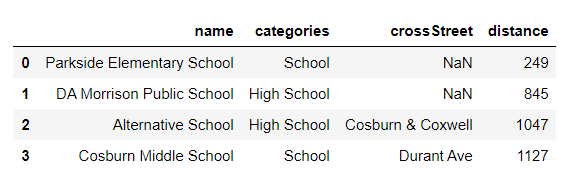 name categories crossStreet distance
0 Parkside Elementary School School NaN 249
1 DA Morrison Public School High School NaN 845
2 Alternative School High School Cosburn & Coxwell 1047
3 Cosburn Middle School School Durant Ave 1127